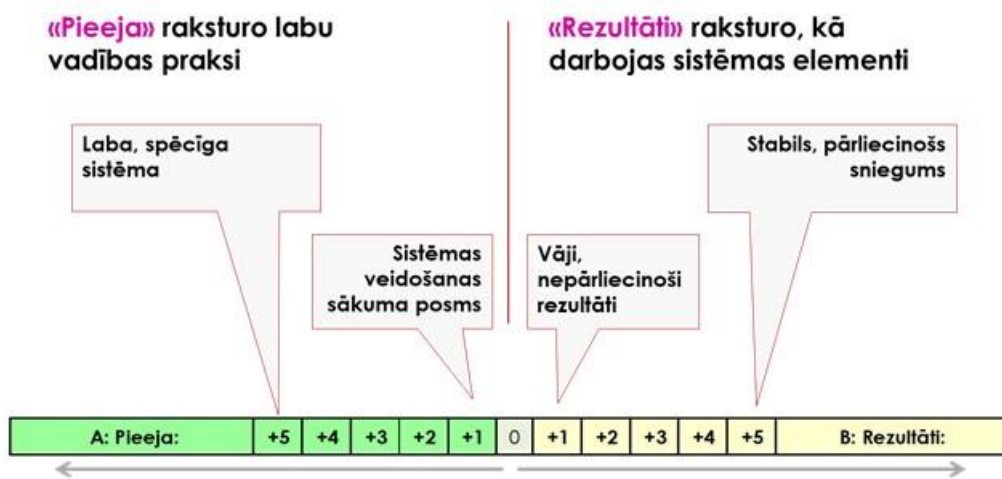 «Pieeja» raksturo labu
vadības praksi
«Rezultāti» raksturo, kā
darbojas sistēmas elementi
Laba, spēcīga
sistēma
Stabils, pārliecinošs
sniegums
Sistēmas
veidošanas
sākuma posms
Vāji,
nepārliecinoši
rezultāti
A: Pieeja: +5 +4 +3 +2 +1 0 +1 +2 +3 +4 +5 B: Rezultāti: